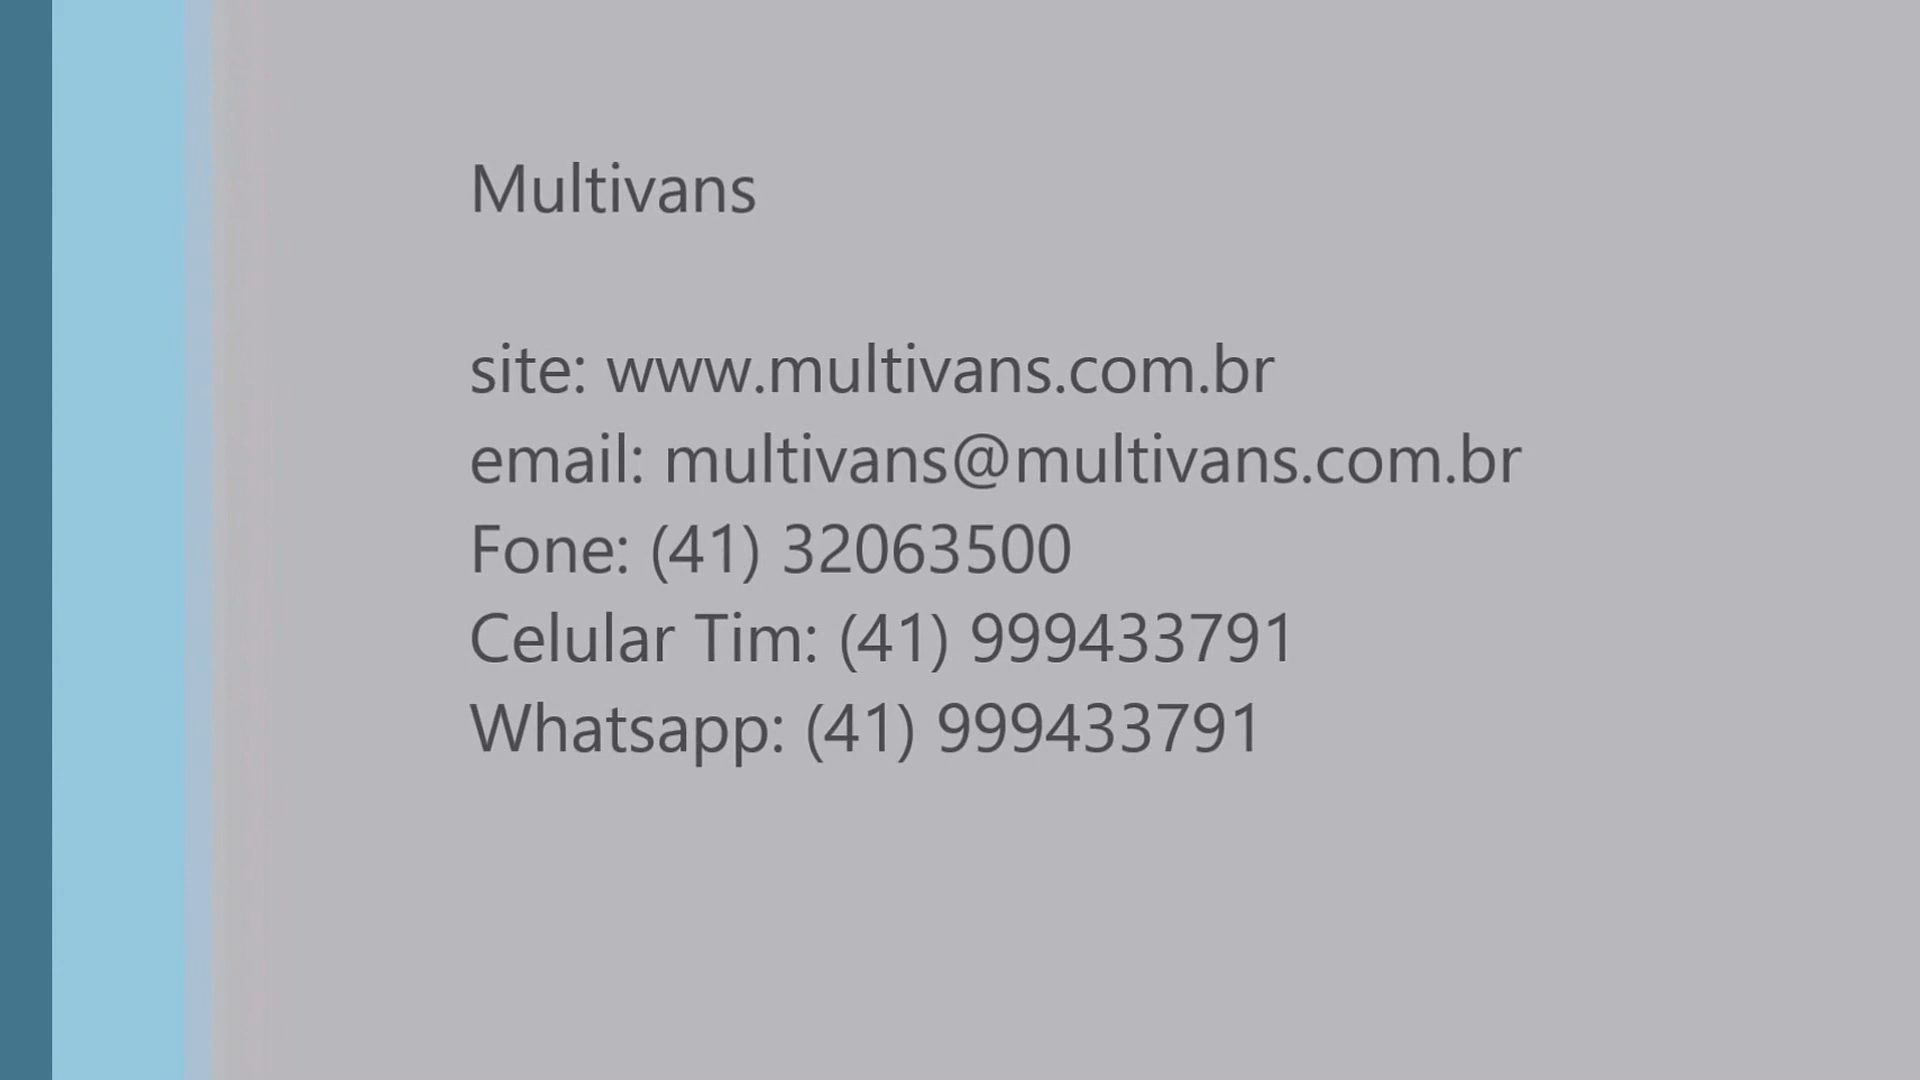 Multivans
site: www.multivans.com.br
email: multivans@multivans.com.br
Fone: (41) 32063500
Celular Tim: (41) 999433791
Whatsapp: (41) 999433791